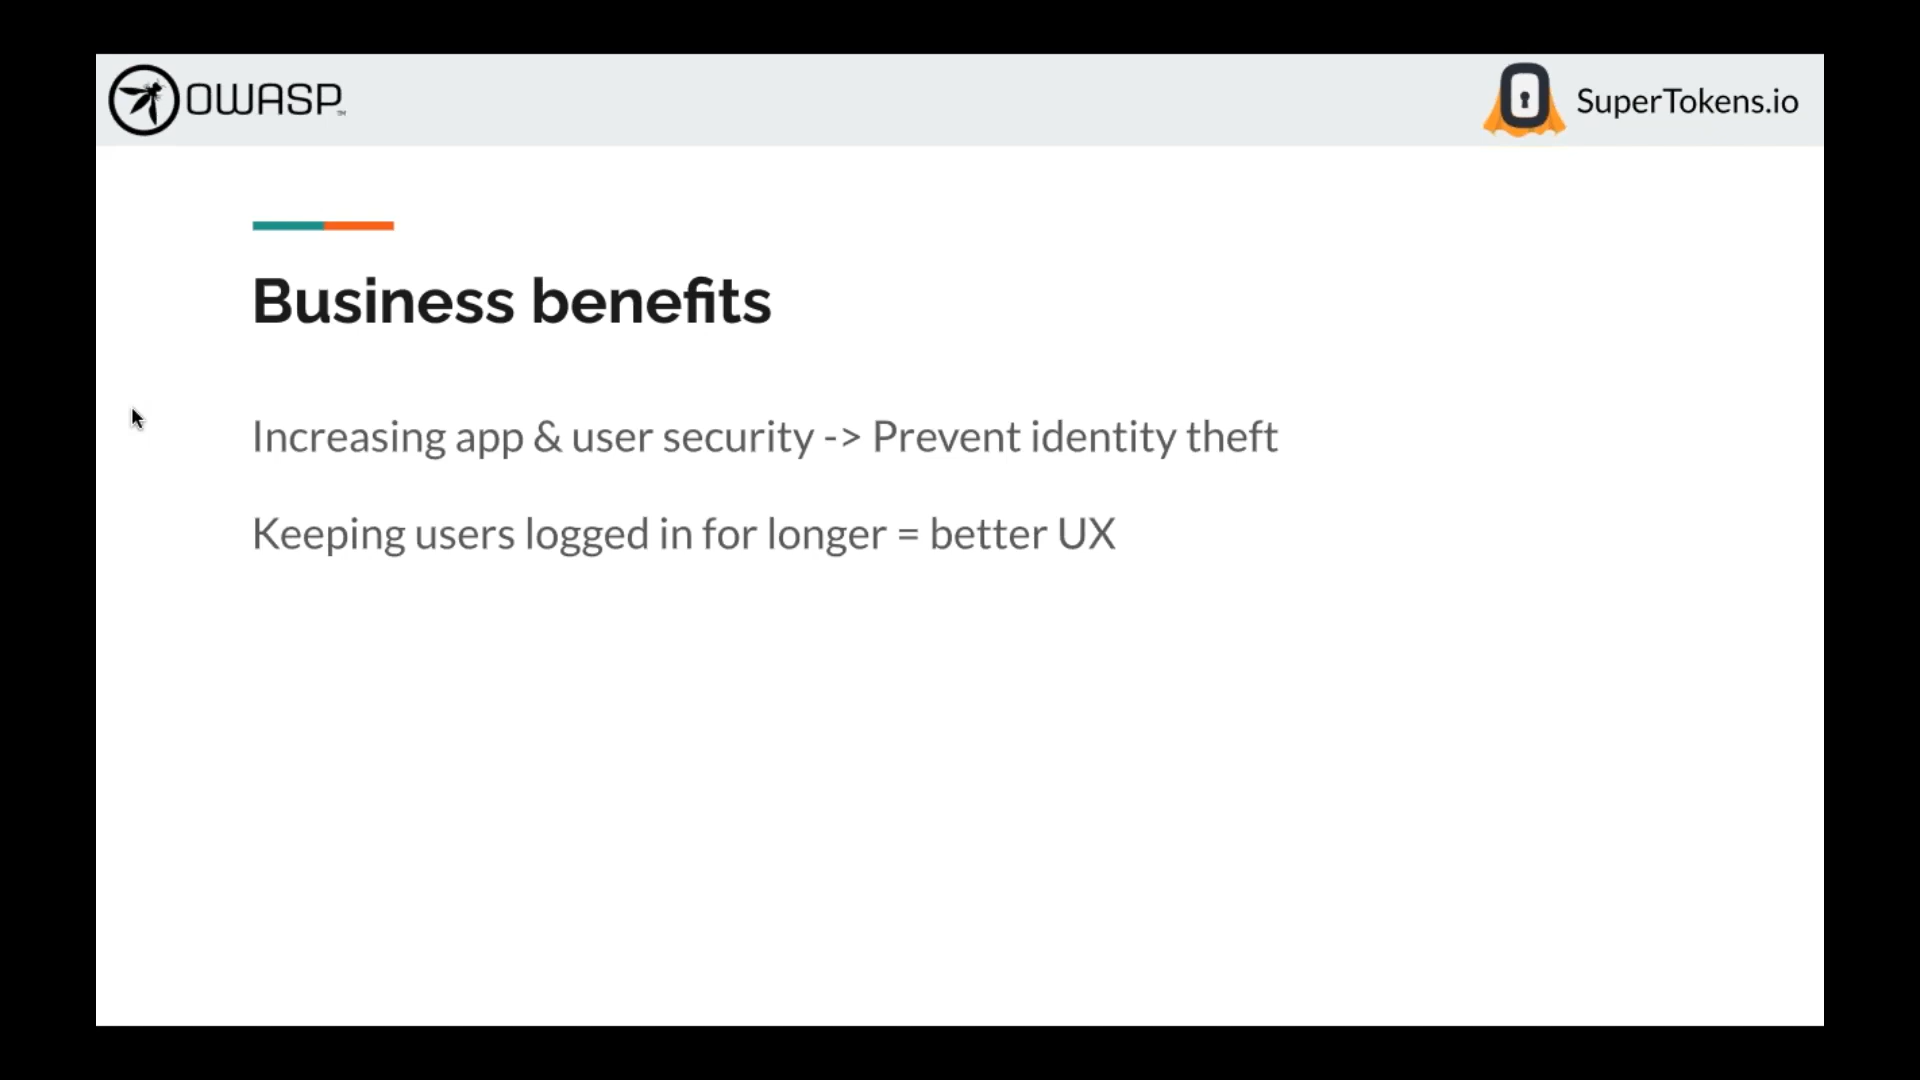 OWASP™
SuperTokens.io
Business benefits
Increasing app & user security -> Prevent identity theft
Keeping users logged in for longer = better UX